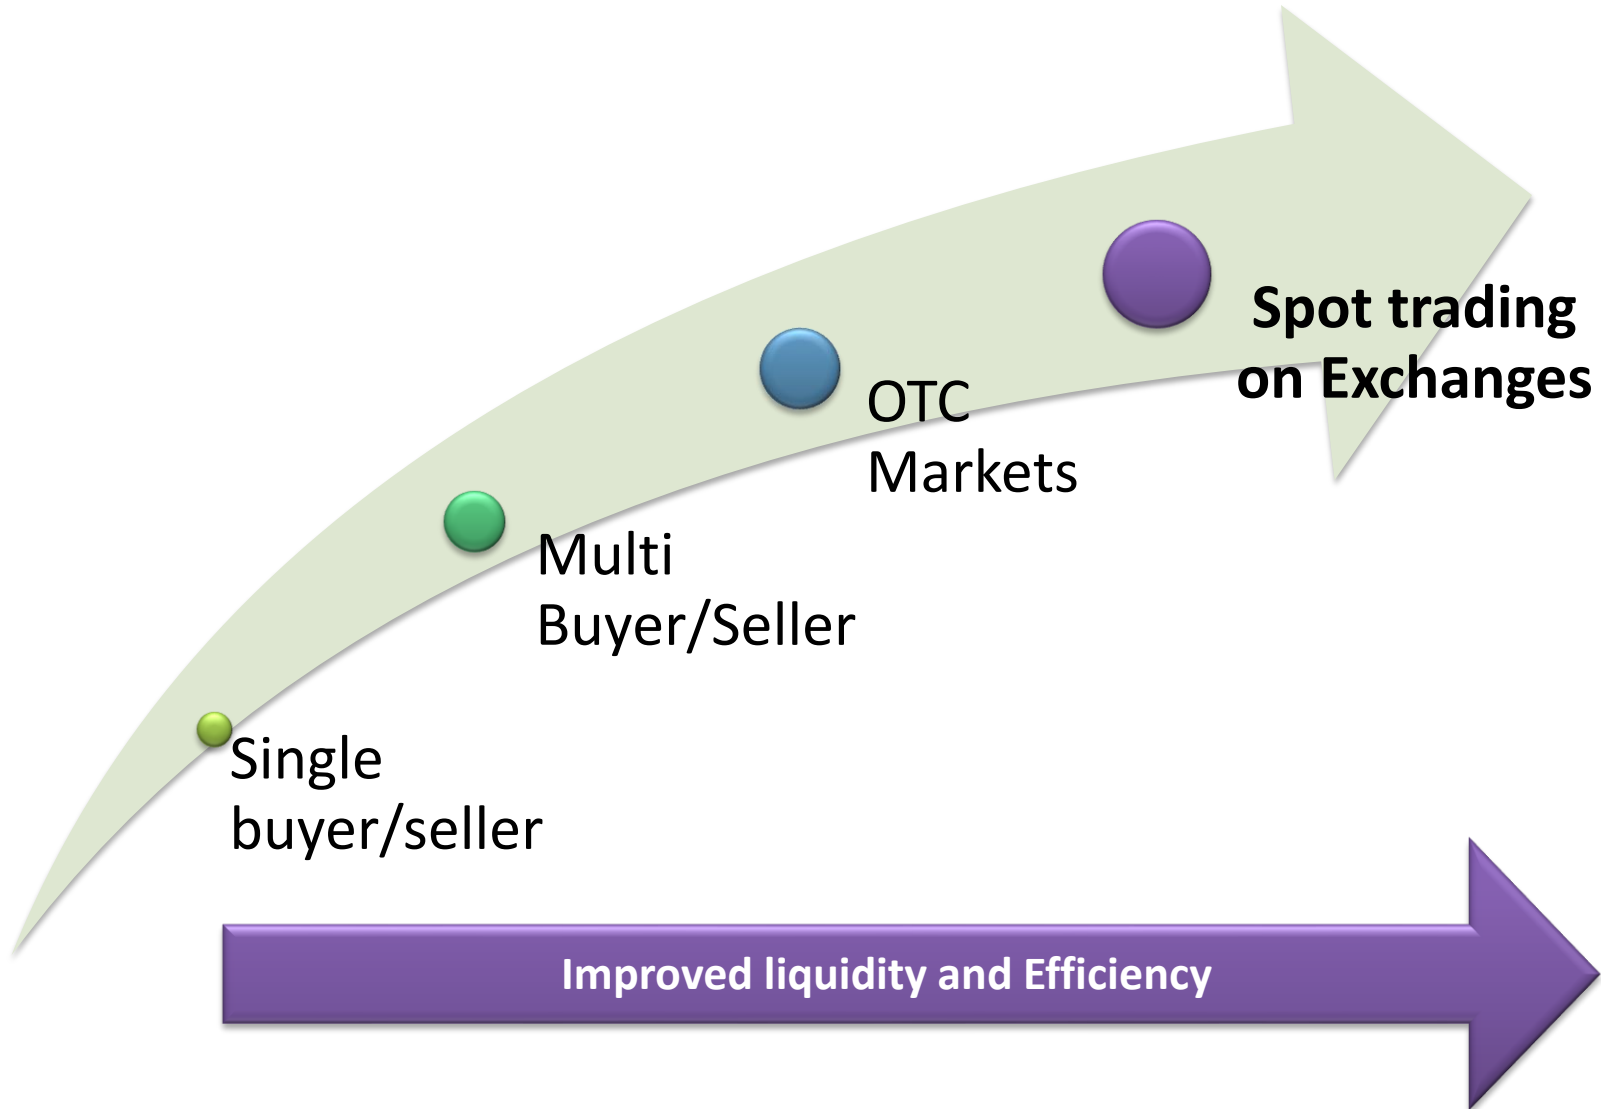 Spot trading
on Exchanges
OTC
Markets
Multi
Buyer/Seller
Single
buyer/seller
Improved liquidity and Efficiency